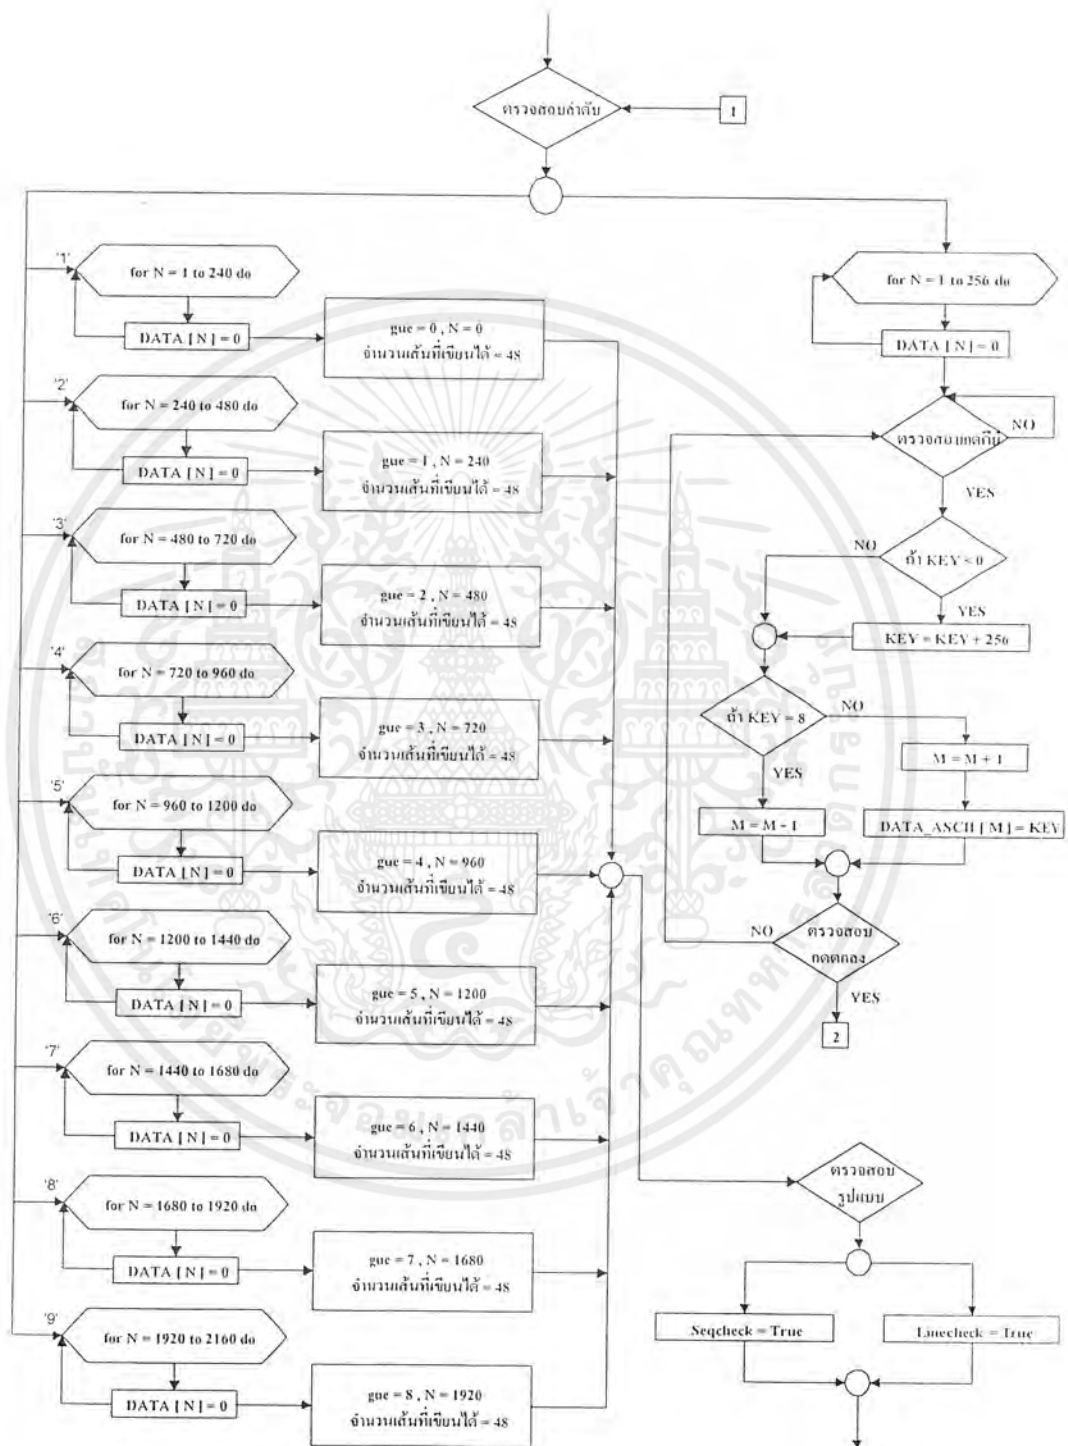 ตรวจสอบลำดับ
1
'1'
for N = 1 to 240 do
DATA [ N ] = 0
gue = 0 , N = 0
จำนวนเส้นที่เขียนได้ = 48
'2'
for N = 240 to 480 do
DATA [ N ] = 0
gue = 1 , N = 240
จำนวนเส้นที่เขียนได้ = 48
'3'
for N = 480 to 720 do
DATA [ N ] = 0
gue = 2 , N = 480
จำนวนเส้นที่เขียนได้ = 48
'4'
for N = 720 to 960 do
DATA [ N ] = 0
gue = 3 , N = 720
จำนวนเส้นที่เขียนได้ = 48
'5'
for N = 960 to 1200 do
DATA [ N ] = 0
gue = 4 , N = 960
จำนวนเส้นที่เขียนได้ = 48
'6'
for N = 1200 to 1440 do
DATA [ N ] = 0
gue = 5 , N = 1200
จำนวนเส้นที่เขียนได้ = 48
'7'
for N = 1440 to 1680 do
DATA [ N ] = 0
gue = 6 , N = 1440
จำนวนเส้นที่เขียนได้ = 48
'8'
for N = 1680 to 1920 do
DATA [ N ] = 0
gue = 7 , N = 1680
จำนวนเส้นที่เขียนได้ = 48
'9'
for N = 1920 to 2160 do
DATA [ N ] = 0
gue = 8 , N = 1920
จำนวนเส้นที่เขียนได้ = 48
for N = 1 to 256 do
DATA [ N ] = 0
ตรวจสอบกดคีย์
NO
YES
ถ้า KEY < 0
NO
YES
KEY = KEY + 256
ถ้า KEY = 8
NO
YES
M = M + 1
M = M - 1
DATA_ASCII [ M ] = KEY
ตรวจสอบ
กดตกลง
NO
YES
2
ตรวจสอบ
รูปแบบ
Seqcheck = True
Linecheck = True